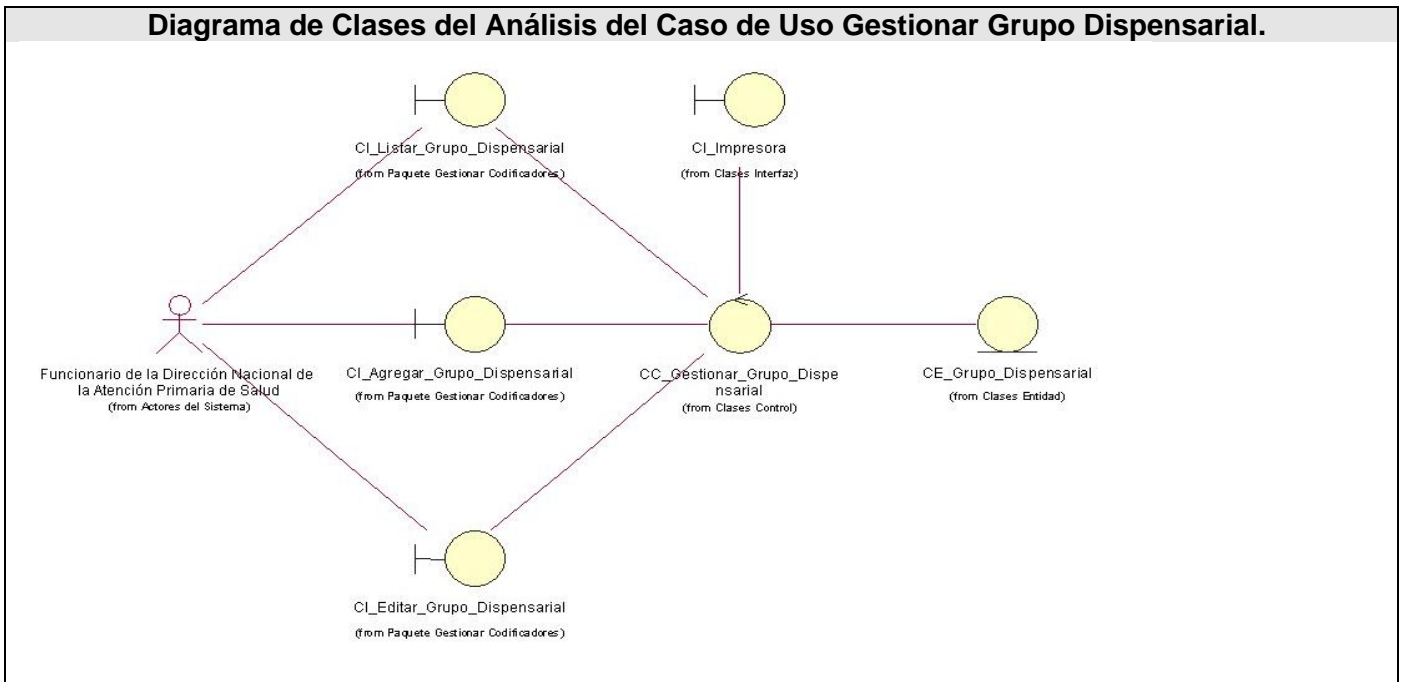 Diagrama de Clases del Análisis del Caso de Uso Gestionar Grupo Dispensarial.
CI_Listar_Grupo_Dispensarial
(from Paquete Gestionar Codificadores)
CI_Impresora
(from Clases Interfaz)
Funcionario de la Dirección Nacional de
la Atención Primaria de Salud
(from Actores del Sistema)
CI_Agregar_Grupo_Dispensarial
(from Paquete Gestionar Codificadores)
CC_Gestionar_Grupo_Dispe
nsarial
(from Clases Control)
CE_Grupo_Dispensarial
(from Clases Entidad)
CI_Editar_Grupo_Dispensarial
(from Paquete Gestionar Codificadores)